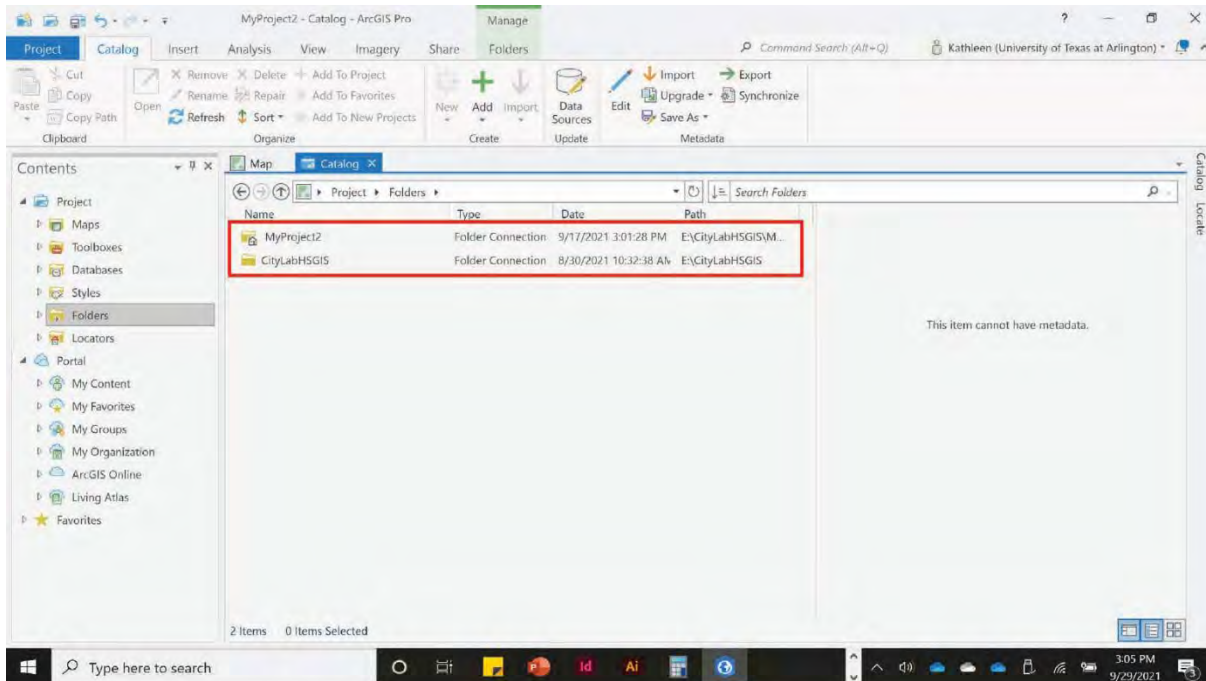 MyProject2 - Catalog - ArcGIS Pro
Manage
?
Project Catalog Insert Analysis View Imagery Share Folders
Command Search (Alt+Q)
Kathleen (University of Texas at Arlington)
Paste
Cut
Copy
Copy Path
Clipboard
Open
Remove Delete Add To Project
Rename Repair Add To Favorites
Refresh Sort Add To New Projects
Organize
New Add Import
Create
Data Sources
Update
Edit
Import Export
Upgrade Synchronize
Save As
Metadata
Contents
Project
Maps
Toolboxes
Databases
Styles
Folders
Locators
Portal
My Content
My Favorites
My Groups
My Organization
ArcGIS Online
Living Atlas
Favorites
Map Catalog
Project Folders
Search Folders
Name Type Date Path
MyProject2 Folder Connection 9/17/2021 3:01:28 PM E:\CityLabHSGIS\M...
CityLabHSGIS Folder Connection 8/30/2021 10:32:38 AM E:\CityLabHSGIS
This item cannot have metadata.
Catalog
Locate
2 Items 0 Items Selected
Type here to search
Id
Ai
3:05 PM
9/29/2021